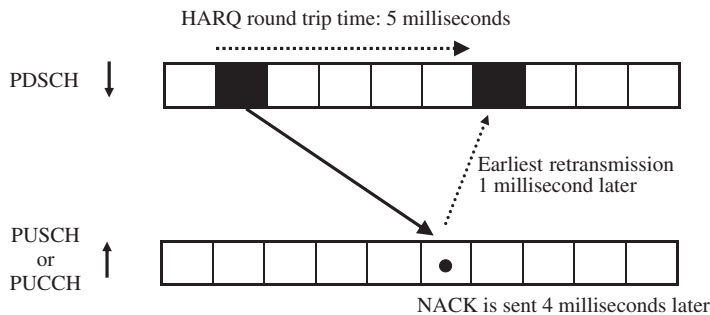 HARQ round trip time: 5 milliseconds
PDSCH
Earliest retransmission
1 millisecond later
PUSCH
or
PUCCH
NACK is sent 4 milliseconds later